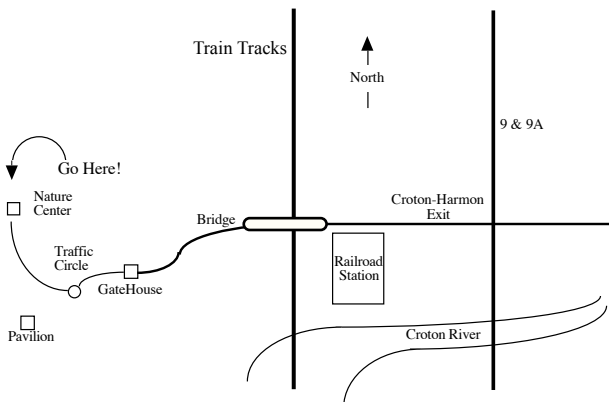 Train Tracks
North
9 & 9A
Go Here!
Nature
Center
Croton-Harmon
Exit
Bridge
Traffic
Circle
Railroad
Station
GateHouse
Pavilion
Croton River